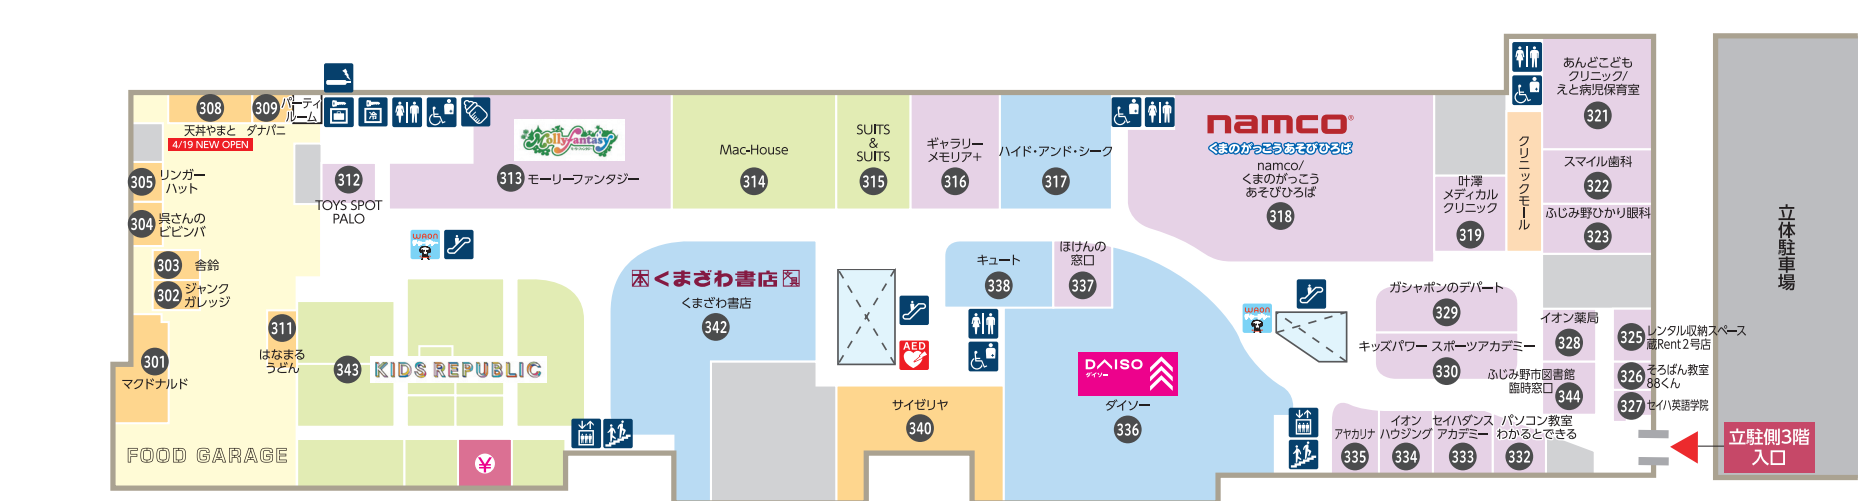 308
309
パーティ
ルーム
天丼やまと
ダナパニ
4/19 NEW OPEN
305
リンガー
ハット
304
呉さんの
ビビンバ
303
舎鈴
302
ジャンク
ガレッジ
301
マクドナルド
311
はなまる
うどん
FOOD GARAGE
312
TOYS SPOT
PALO
冷
Mollyfantasy
313
モーリーファンタジー
Mac-House
314
SUITS
&
SUITS
315
ギャラリー
メモリア+
316
ハイド・アンド・シーク
317
namco
くまのがっこう あそびひろば
namco/
くまのがっこう
あそびひろば
318
叶澤
メディカル
クリニック
319
クリニックモール
あんどこども
クリニック/
えと病児保育室
321
スマイル歯科
322
ふじみ野ひかり眼科
323
立体駐車場
WAON
343
KIDS REPUBLIC
¥
くまざわ書店
くまざわ書店
342
AED
サイゼリヤ
340
キュート
338
ほけんの
窓口
337
DAISO
ダイソー
ダイソー
336
WAON
ガシャポンのデパート
329
キッズパワー スポーツアカデミー
330
イオン薬局
328
ふじみ野市図書館
臨時窓口
344
325
レンタル収納スペース
蔵Rent2号店
326
そろばん教室
88くん
327
セイハ英語学院
アヤカリナ
335
イオン
ハウジング
334
セイハダンス
アカデミー
333
パソコン教室
わかるとできる
332
立駐側3階
入口